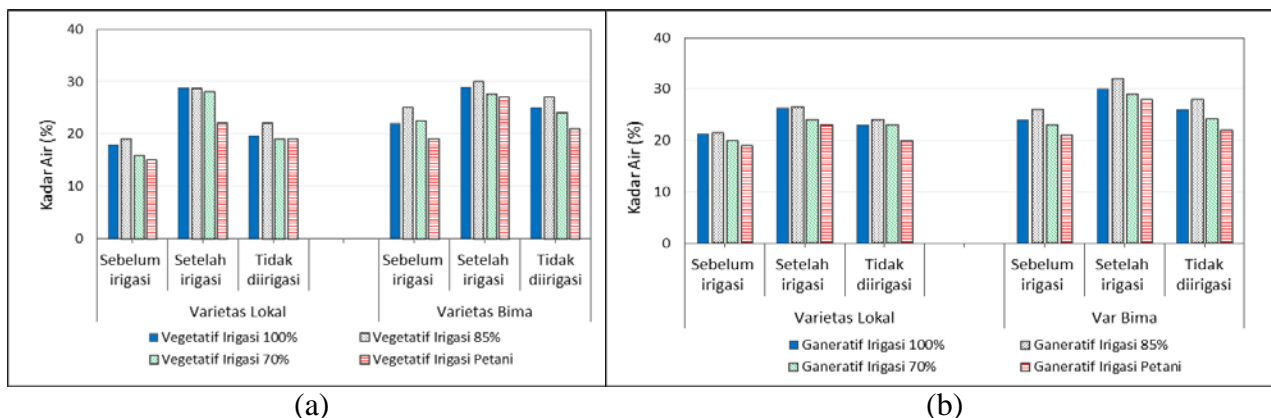 Kadar Air (%)
40
30
20
10
0
Sebelum irigasi
Setelah irigasi
Tidak diirigasi
Sebelum irigasi
Setelah irigasi
Tidak diirigasi
Varietas Lokal
Varietas Bima
Vegetatif Irigasi 100%
Vegetatif Irigasi 85%
Vegetatif Irigasi 70%
Vegetatif Irigasi Petani
(a)
Kadar Air (%)
40
30
20
10
0
Sebelum irigasi
Setelah irigasi
Tidak diirigasi
Sebelum irigasi
Setelah irigasi
Tidak diirigasi
Varietas Lokal
Var Bima
Ganeratif Irigasi 100%
Ganeratif Irigasi 85%
Ganeratif Irigasi 70%
Ganeratif Irigasi Petani
(b)